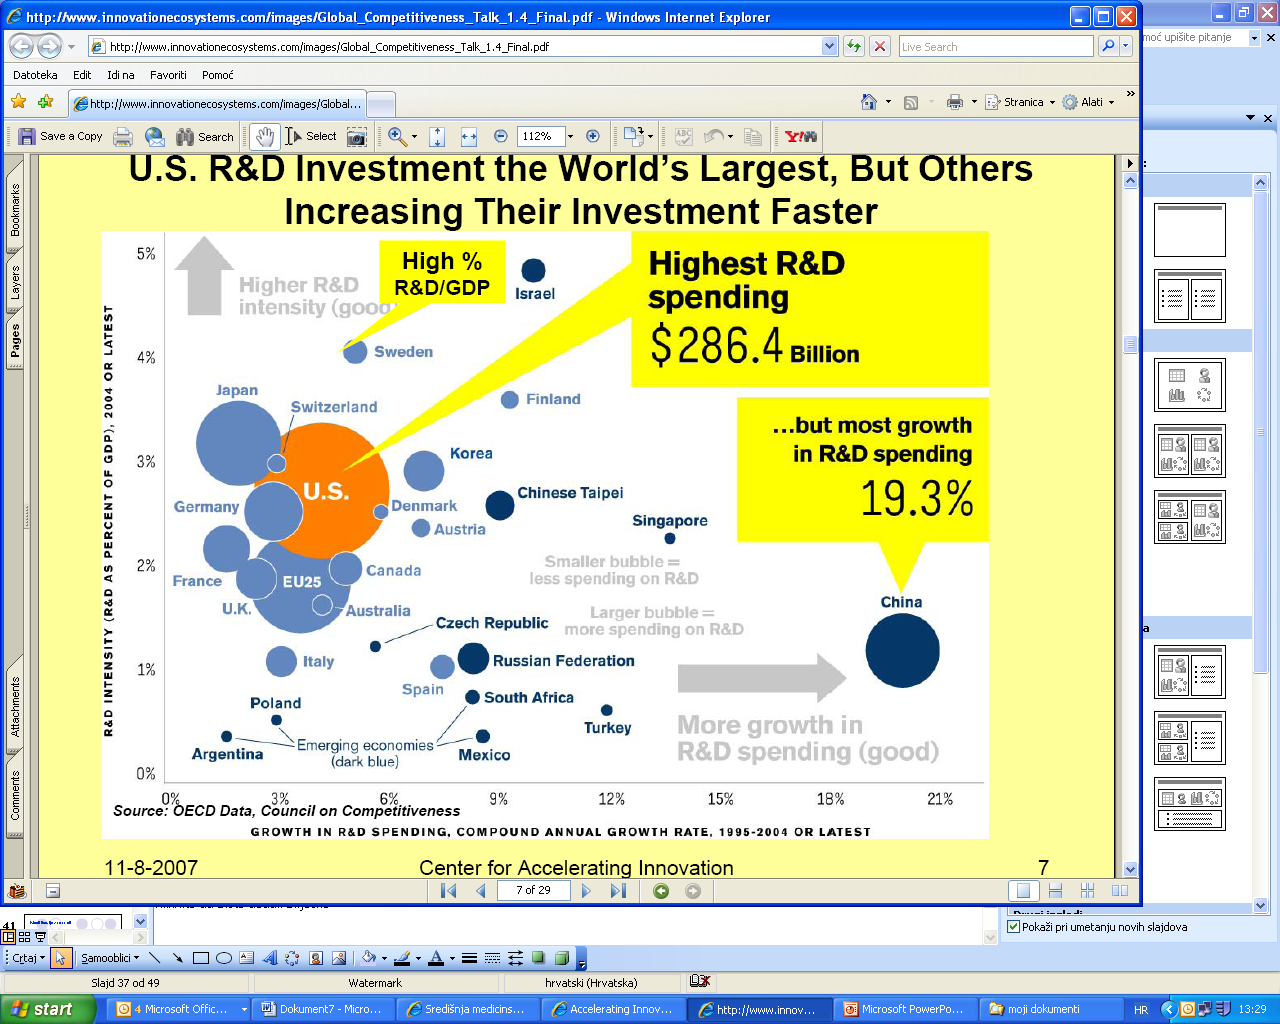 http://www.innovationecosystems.com/images/Global_Competitiveness_Talk_1.4_Final.pdf - Windows Internet Explorer
http://www.innovationecosystems.com/images/Global_Competitiveness_Talk_1.4_Final.pdf
Live Search
moć upišite pitanje
Datoteka Edit Idi na Favoriti Pomoć
http://www.innovationecosystems.com/images/Global...
Stranica Alati
Save a Copy Search Select 112% Y!
Bookmarks
Layers
Pages
Attachments
Comments
U.S. R&D Investment the World's Largest, But Others
Increasing Their Investment Faster
R&D INTENSITY (R&D AS PERCENT OF GDP), 2004 OR LATEST
5%
4%
3%
2%
1%
0%
Higher R&D
intensity (good)
High %
R&D/GDP
Israel
Highest R&D
spending
$286.4 Billion
Sweden
Japan
Switzerland
Finland
...but most growth
in R&D spending
19.3%
Korea
U.S.
Germany
Denmark
Chinese Taipei
Austria
Singapore
Smaller bubble =
less spending on R&D
France
EU25
Canada
U.K.
Australia
Larger bubble =
more spending on R&D
China
Czech Republic
Italy
Russian Federation
Spain
South Africa
Poland
Turkey
More growth in
R&D spending (good)
Argentina
Emerging economies
(dark blue)
Mexico
0% 3% 6% 9% 12% 15% 18% 21%
Source: OECD Data, Council on Competitiveness
GROWTH IN R&D SPENDING, COMPOUND ANNUAL GROWTH RATE, 1995-2004 OR LATEST
11-8-2007 Center for Accelerating Innovation 7
7 of 29
41
Pokaži pri umetanju novih slajdova
Crtaj Samooblici
Slajd 37 od 49 Watermark hrvatski (Hrvatska)
start 4 Microsoft Offic... Dokument7 - Micro... Središnja medicins... Accelerating Innov... http://www.innov... Microsoft PowerPo... moji dokumenti HR 13:29